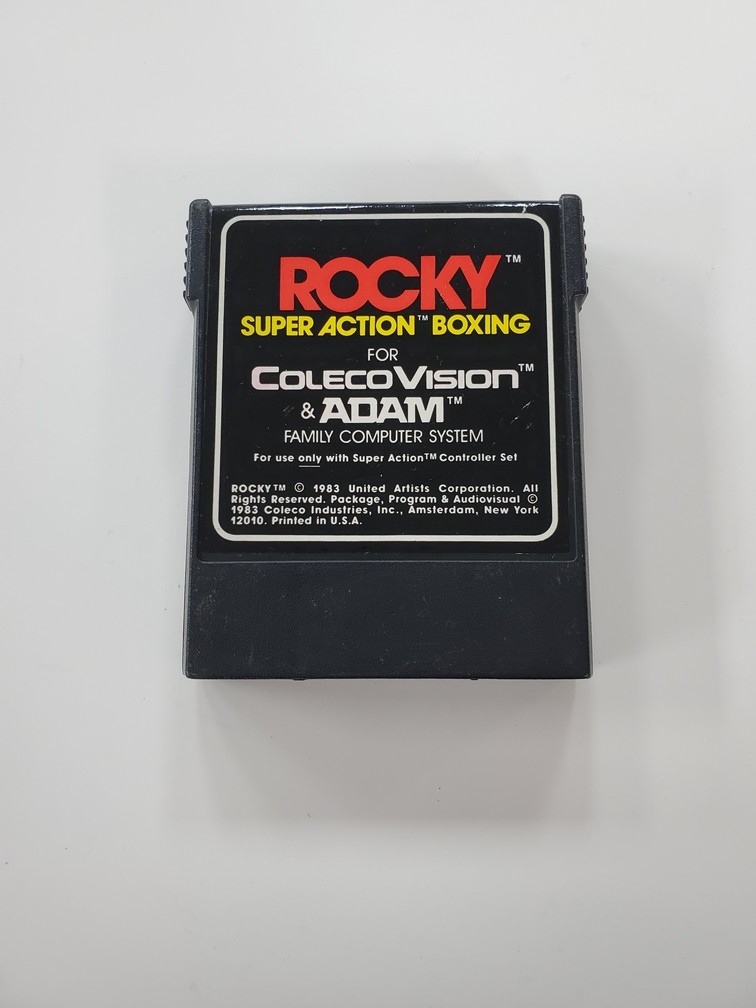 ROCKY™
SUPER ACTION™ BOXING
FOR
COLECOVISION™
& ADAM™
FAMILY COMPUTER SYSTEM
For use only with Super Action™ Controller Set
ROCKY™ © 1983 United Artists Corporation. All
Rights Reserved. Package, Program & Audiovisual ©
1983 Coleco Industries, Inc., Amsterdam, New York
12010. Printed in U.S.A.